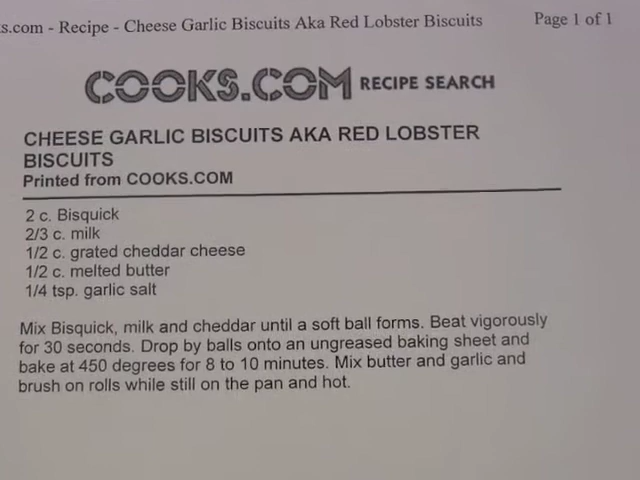 s.com - Recipe - Cheese Garlic Biscuits Aka Red Lobster Biscuits Page 1 of 1
COOKS.COM RECIPE SEARCH
CHEESE GARLIC BISCUITS AKA RED LOBSTER
BISCUITS
Printed from COOKS.COM
2 c. Bisquick
2/3 c. milk
1/2 c. grated cheddar cheese
1/2 c. melted butter
1/4 tsp. garlic salt
Mix Bisquick, milk and cheddar until a soft ball forms. Beat vigorously
for 30 seconds. Drop by balls onto an ungreased baking sheet and
bake at 450 degrees for 8 to 10 minutes. Mix butter and garlic and
brush on rolls while still on the pan and hot.